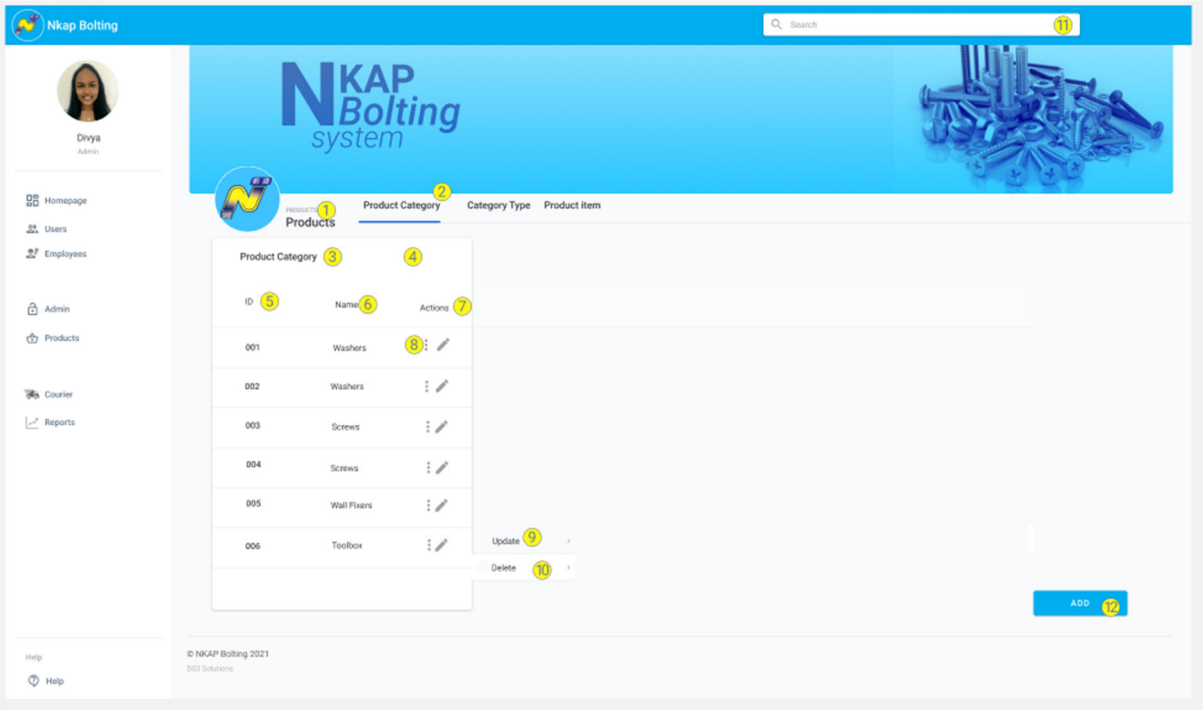 Nkap Bolting
Search 11
Divya
Admin
Homepage
Users
Employees
Admin
Products
Courier
Reports
Help
Help
NKAP
Bolting
system
PRODUCTS 1
Products
Product Category 2 Category Type Product item
Product Category 3 4
ID 5 Name 6 Actions 7
001 Washers 8
002 Washers
003 Screws
004 Screws
005 Wall Fixers
006 Toolbox
Update 9
Delete 10
ADD 12
© NKAP Bolting 2021
DS3 Solutions